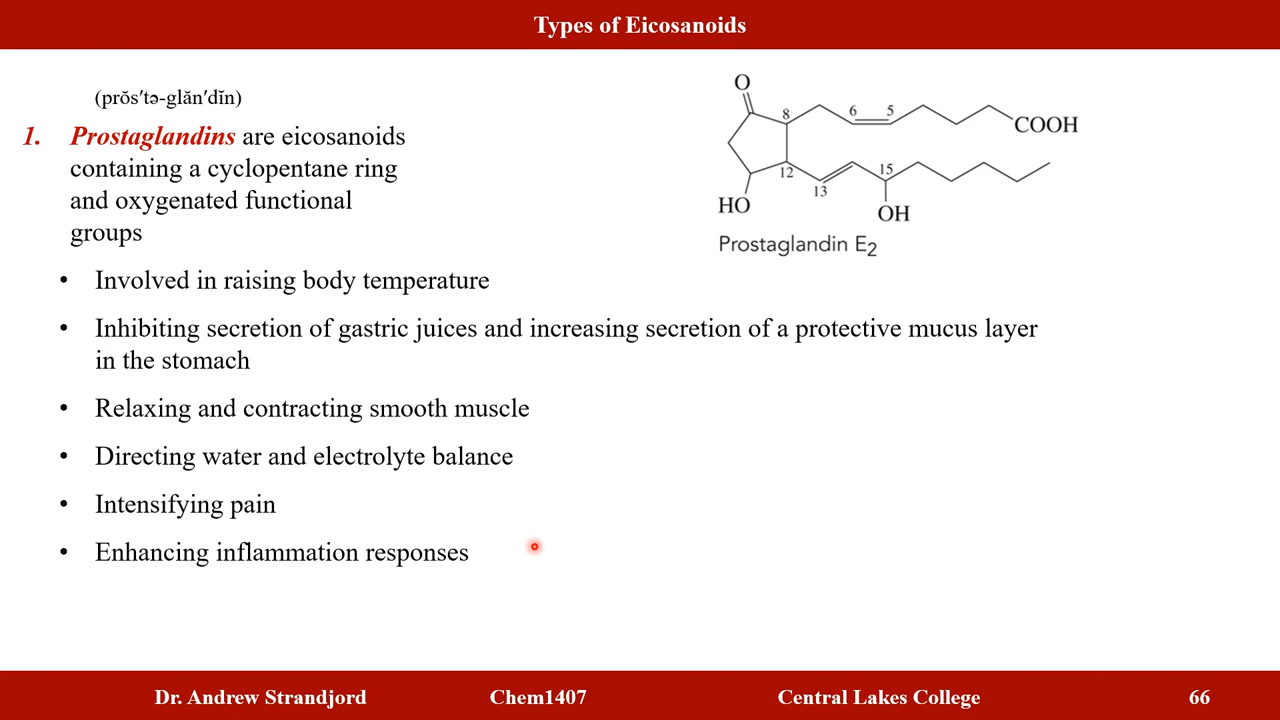 Types of Eicosanoids
(prŏs′tə-glăn′dĭn)
1. Prostaglandins are eicosanoids
containing a cyclopentane ring
and oxygenated functional
groups
O
8
6
5
COOH
12
13
15
HO
OH
Prostaglandin E₂
• Involved in raising body temperature
• Inhibiting secretion of gastric juices and increasing secretion of a protective mucus layer
in the stomach
• Relaxing and contracting smooth muscle
• Directing water and electrolyte balance
• Intensifying pain
• Enhancing inflammation responses
Dr. Andrew Strandjord Chem1407 Central Lakes College 66